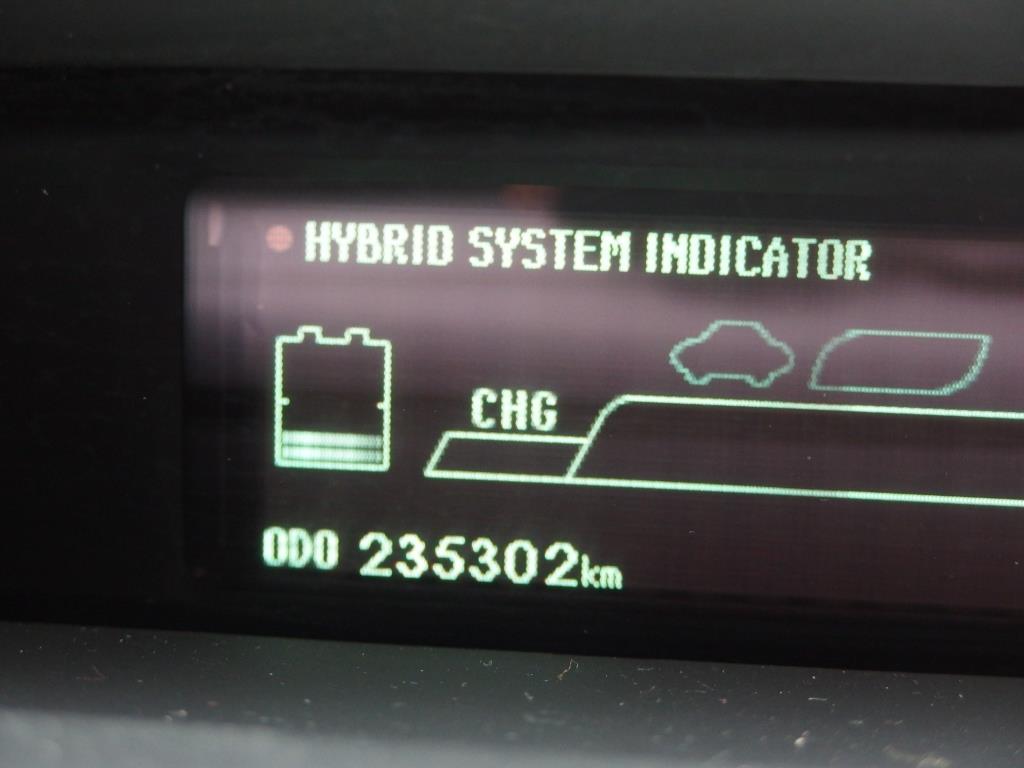 HYBRID SYSTEM INDICATOR
CHG
ODO 235302km